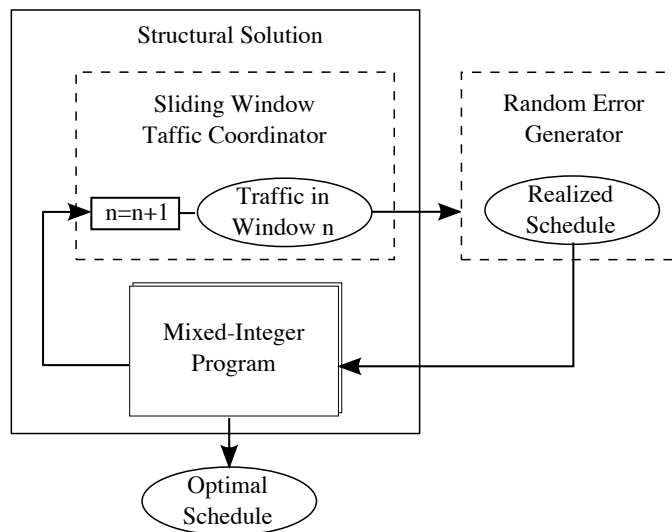 Structural Solution
Sliding Window
Taffic Coordinator
n=n+1
Traffic in
Window n
Random Error
Generator
Realized
Schedule
Mixed-Integer
Program
Optimal
Schedule